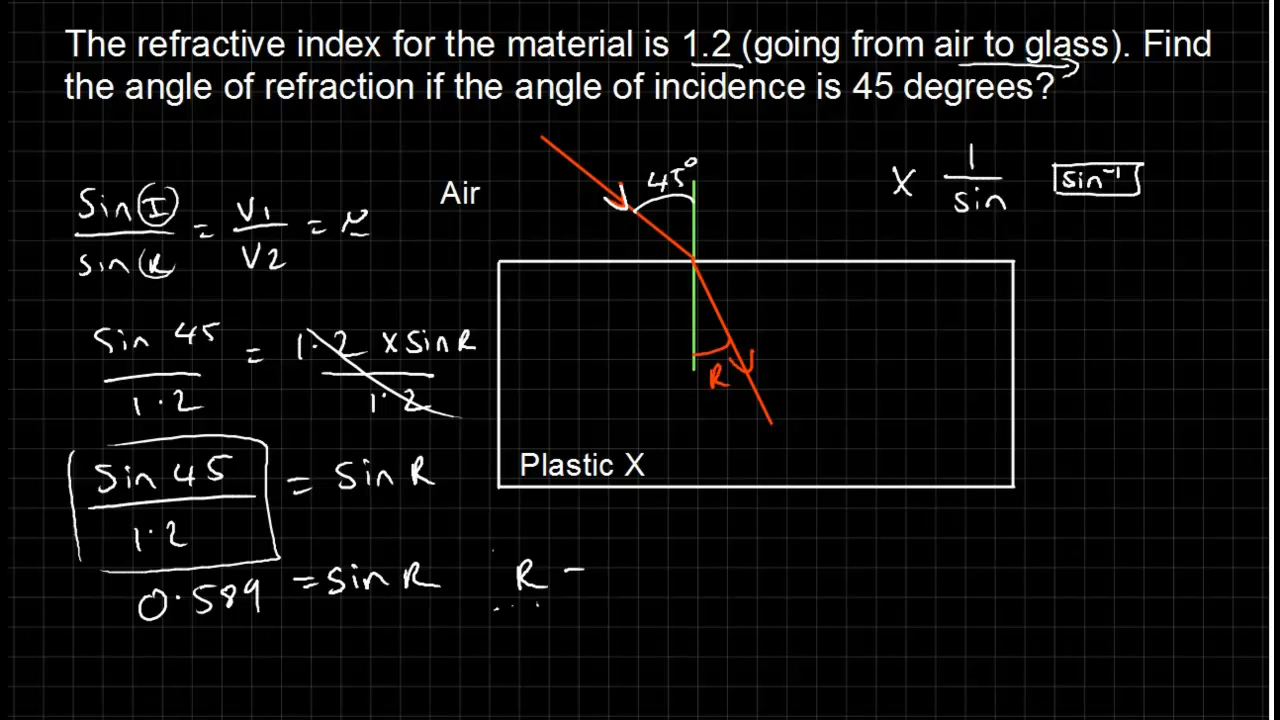 The refractive index for the material is 1.2 (going from air to glass). Find
the angle of refraction if the angle of incidence is 45 degrees?
Sin I / sin R = V1 / V2 = n
Air
45°
X 1 / sin
sin⁻¹
Sin 45 / 1.2 = 1.2 x sin R / 1.2
R
Sin 45 / 1.2 = Sin R
Plastic X
0.589 = sin R
R -